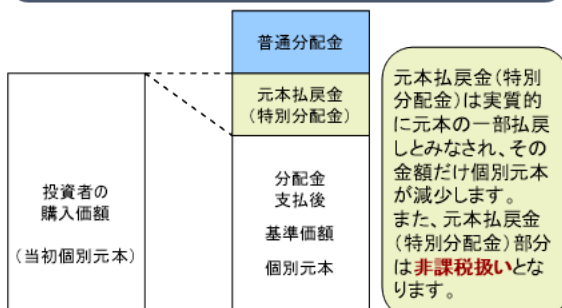 普通分配金
元本払戻金
(特別分配金)
投資者の
購入価額
(当初個別元本)
分配金
支払後
基準価額
個別元本
元本払戻金(特別
分配金)は実質的
に元本の一部払戻
しとみなされ、その
金額だけ個別元本
が減少します。
また、元本払戻金
(特別分配金)部分
は非課税扱いとな
ります。